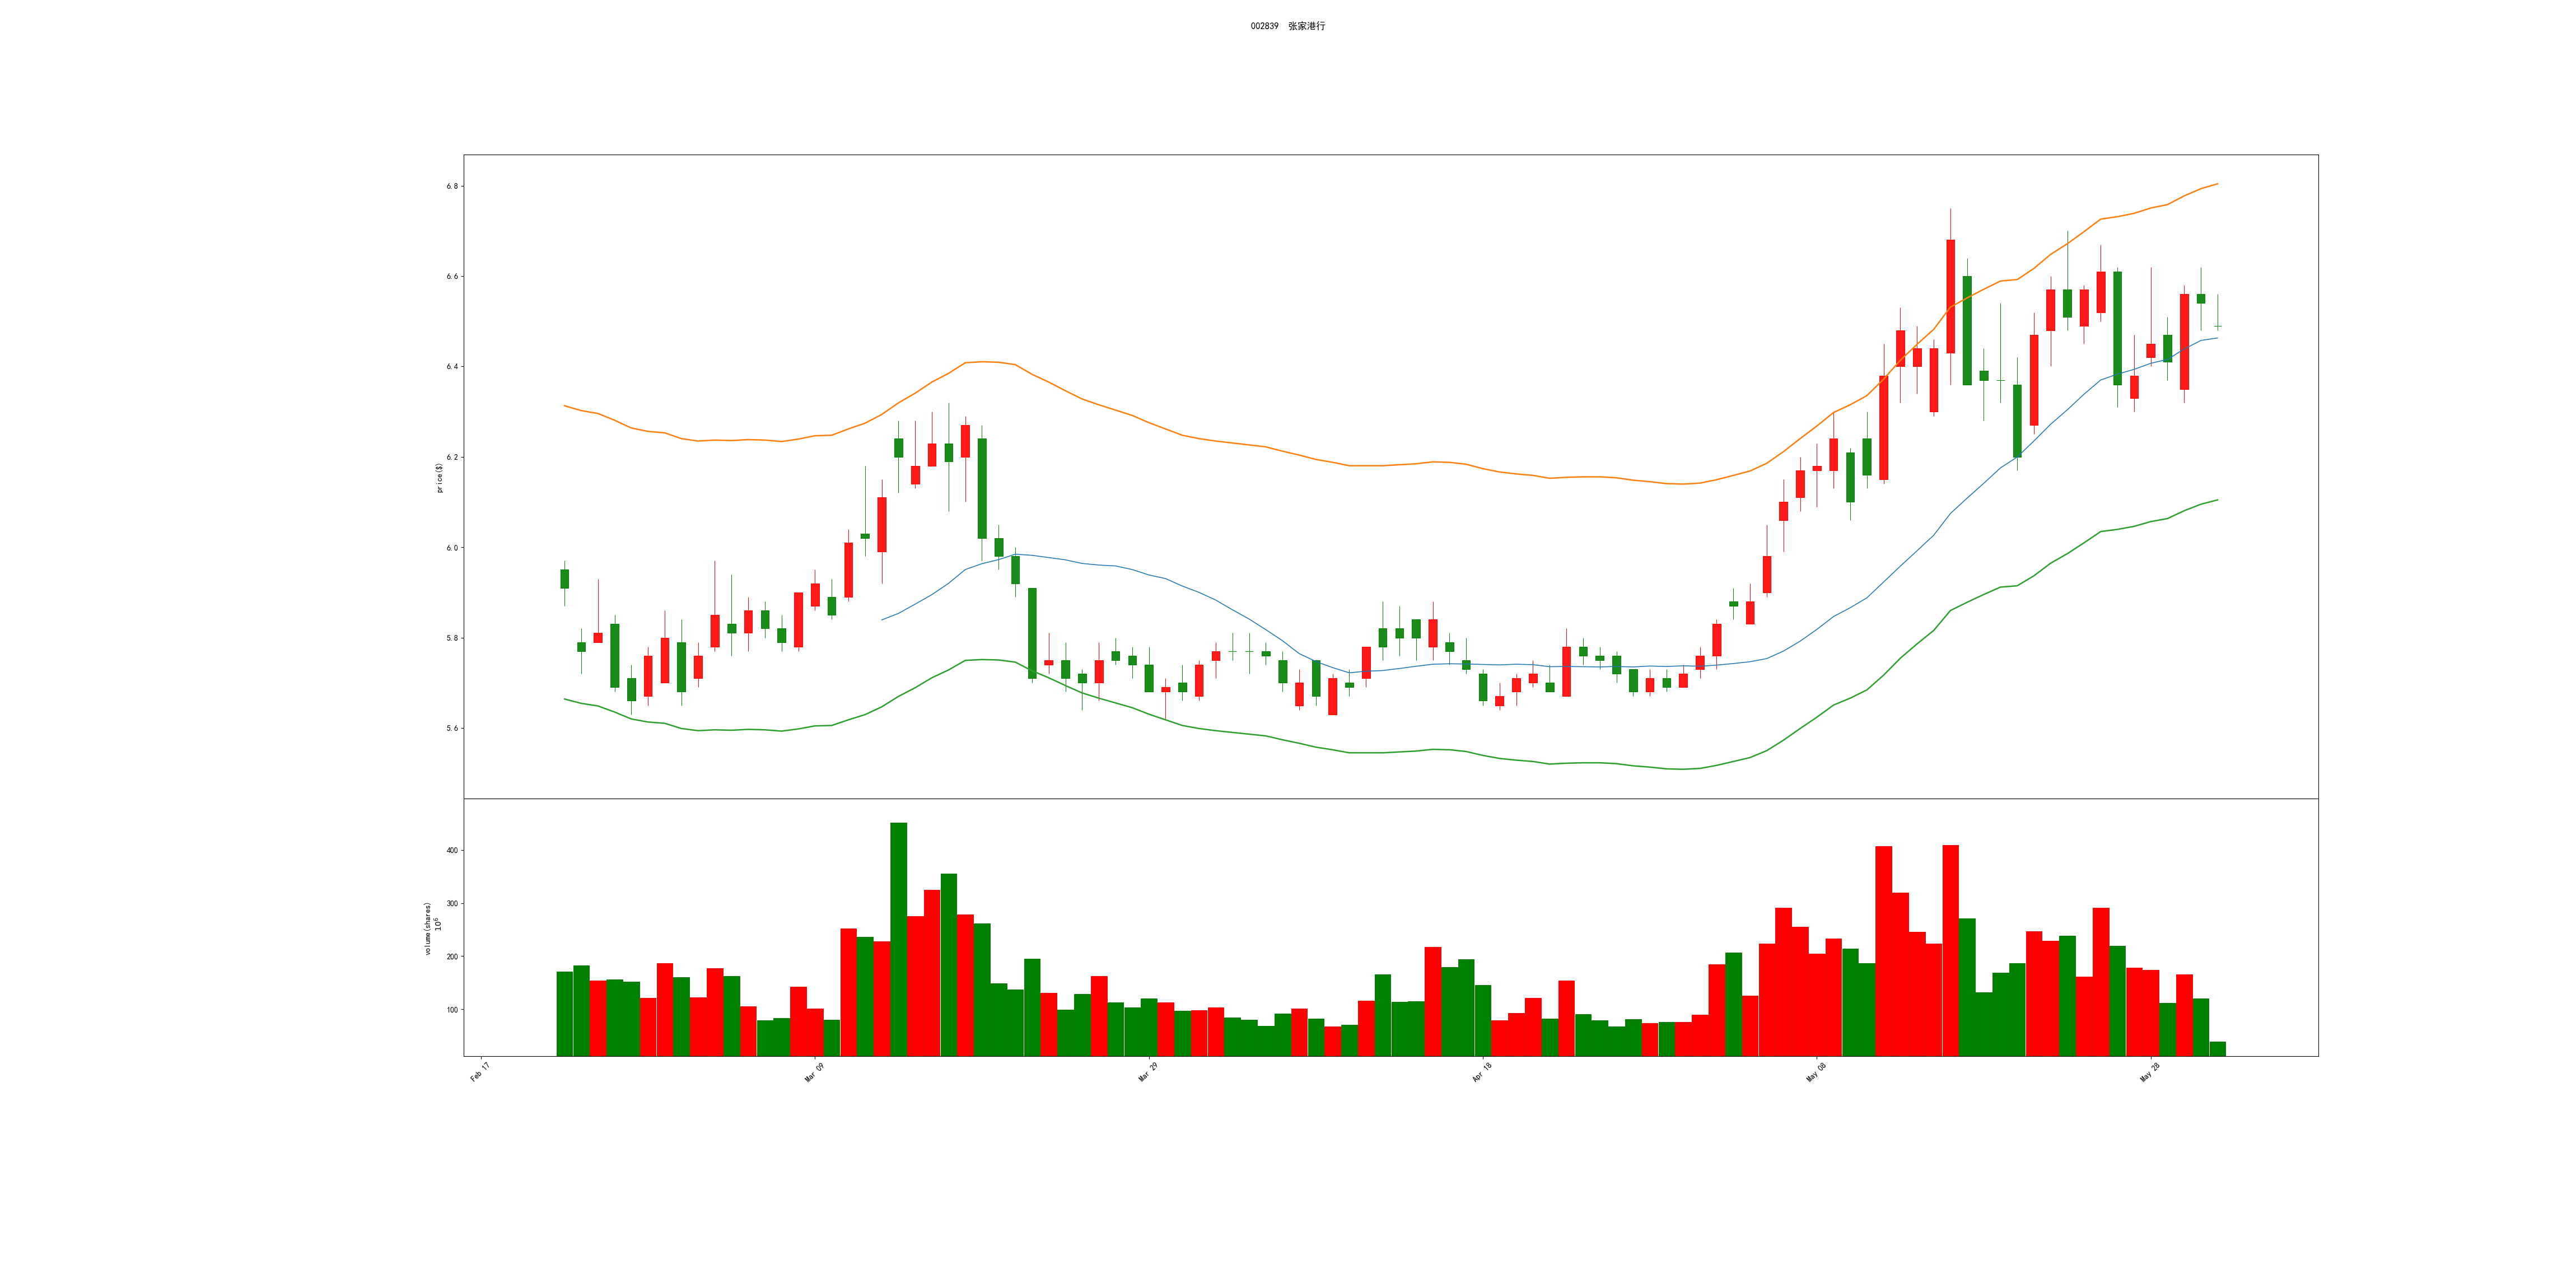 002839 张家港行
6.8
6.6
6.4
6.2
6.0
5.8
5.6
price($)
400
300
200
100
volume(shares)
10^6
Feb 17
Mar 09
Mar 29
Apr 18
May 08
May 28